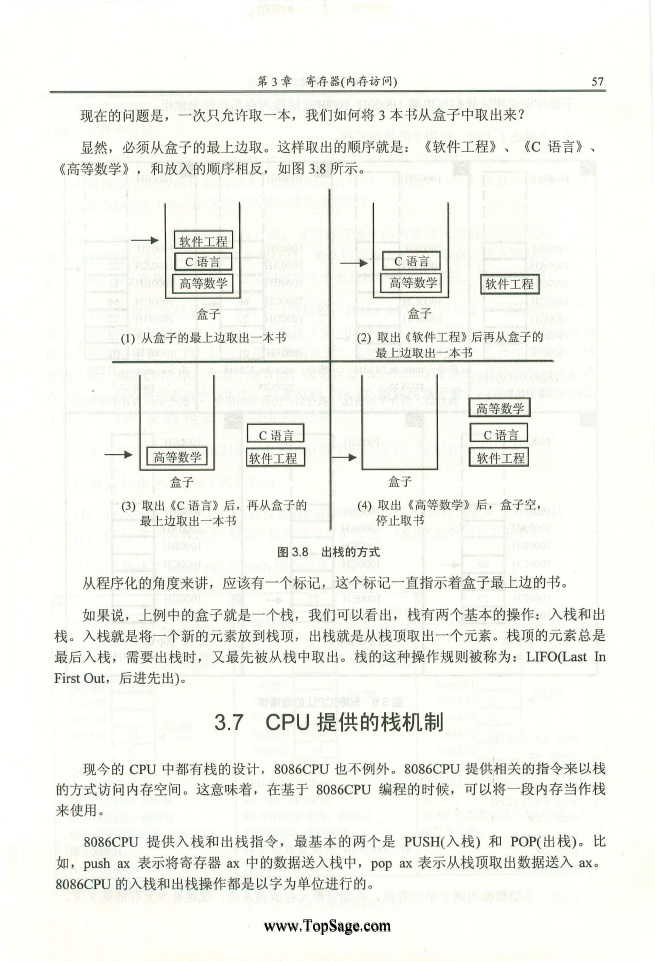 第 3 章 寄存器(内存访问) 57
现在的问题是，一次只允许取一本，我们如何将 3 本书从盒子中取出来？
显然，必须从盒子的最上边取。这样取出的顺序就是：《软件工程》、《C 语言》、
《高等数学》，和放入的顺序相反，如图 3.8 所示。
软件工程
C 语言
高等数学
盒子
(1) 从盒子的最上边取出一本书
C 语言
高等数学
软件工程
盒子
(2) 取出《软件工程》后再从盒子的
最上边取出一本书
高等数学
C 语言
软件工程
盒子
(3) 取出《C 语言》后，再从盒子的
最上边取出一本书
高等数学
C 语言
软件工程
盒子
(4) 取出《高等数学》后，盒子空，
停止取书
图 3.8 出栈的方式
从程序化的角度来讲，应该有一个标记，这个标记一直指示着盒子最上边的书。
如果说，上例中的盒子就是一个栈，我们可以看出，栈有两个基本的操作：入栈和出
栈。入栈就是将一个新的元素放到栈顶，出栈就是从栈顶取出一个元素。栈顶的元素总是
最后入栈，需要出栈时，又最先被从栈中取出。栈的这种操作规则被称为：LIFO(Last In
First Out，后进先出)。
3.7 CPU 提供的栈机制
现今的 CPU 中都有栈的设计，8086CPU 也不例外。8086CPU 提供相关的指令来以栈
的方式访问内存空间。这意味着，在基于 8086CPU 编程的时候，可以将一段内存当作栈
来使用。
8086CPU 提供入栈和出栈指令，最基本的两个是 PUSH(入栈) 和 POP(出栈)。比
如，push ax 表示将寄存器 ax 中的数据送入栈中，pop ax 表示从栈顶取出数据送入 ax。
8086CPU 的入栈和出栈操作都是以字为单位进行的。
www.TopSage.com